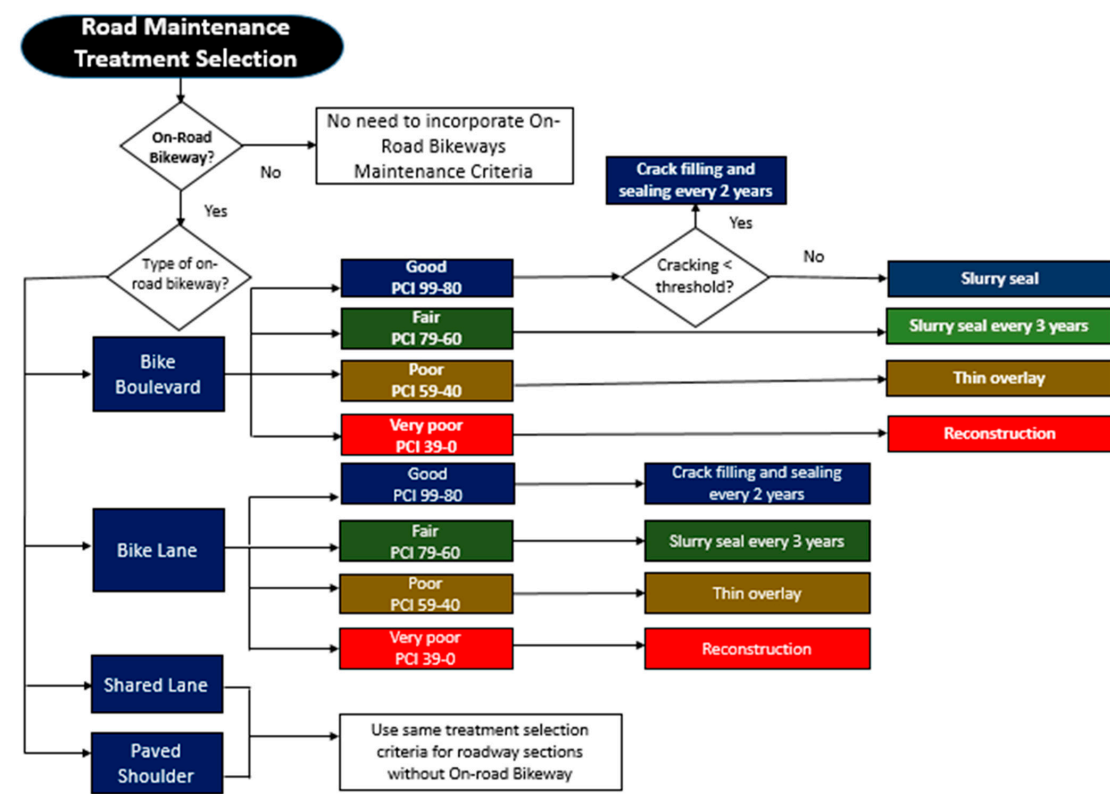 Road Maintenance
Treatment Selection
On-Road
Bikeway?
No
No need to incorporate On-
Road Bikeways
Maintenance Criteria
Yes
Type of on-
road bikeway?
Crack filling and
sealing every 2 years
Yes
Cracking <
threshold?
No
Slurry seal
Good
PCI 99-80
Fair
PCI 79-60
Slurry seal every 3 years
Bike
Boulevard
Poor
PCI 59-40
Thin overlay
Very poor
PCI 39-0
Reconstruction
Good
PCI 99-80
Crack filling and sealing
every 2 years
Bike Lane
Fair
PCI 79-60
Slurry seal every 3 years
Poor
PCI 59-40
Thin overlay
Very poor
PCI 39-0
Reconstruction
Shared Lane
Paved
Shoulder
Use same treatment selection
criteria for roadway sections
without On-road Bikeway